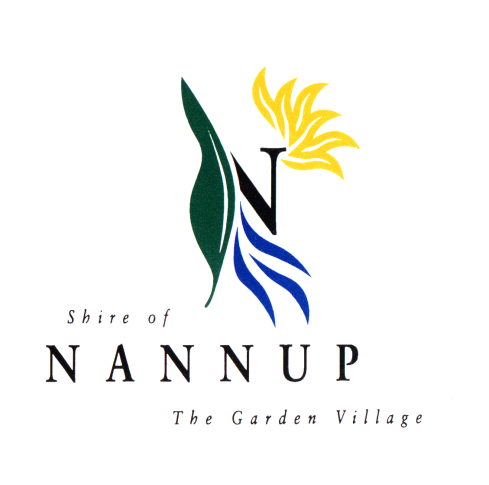 N
Shire of
NANNUP
The Garden Village